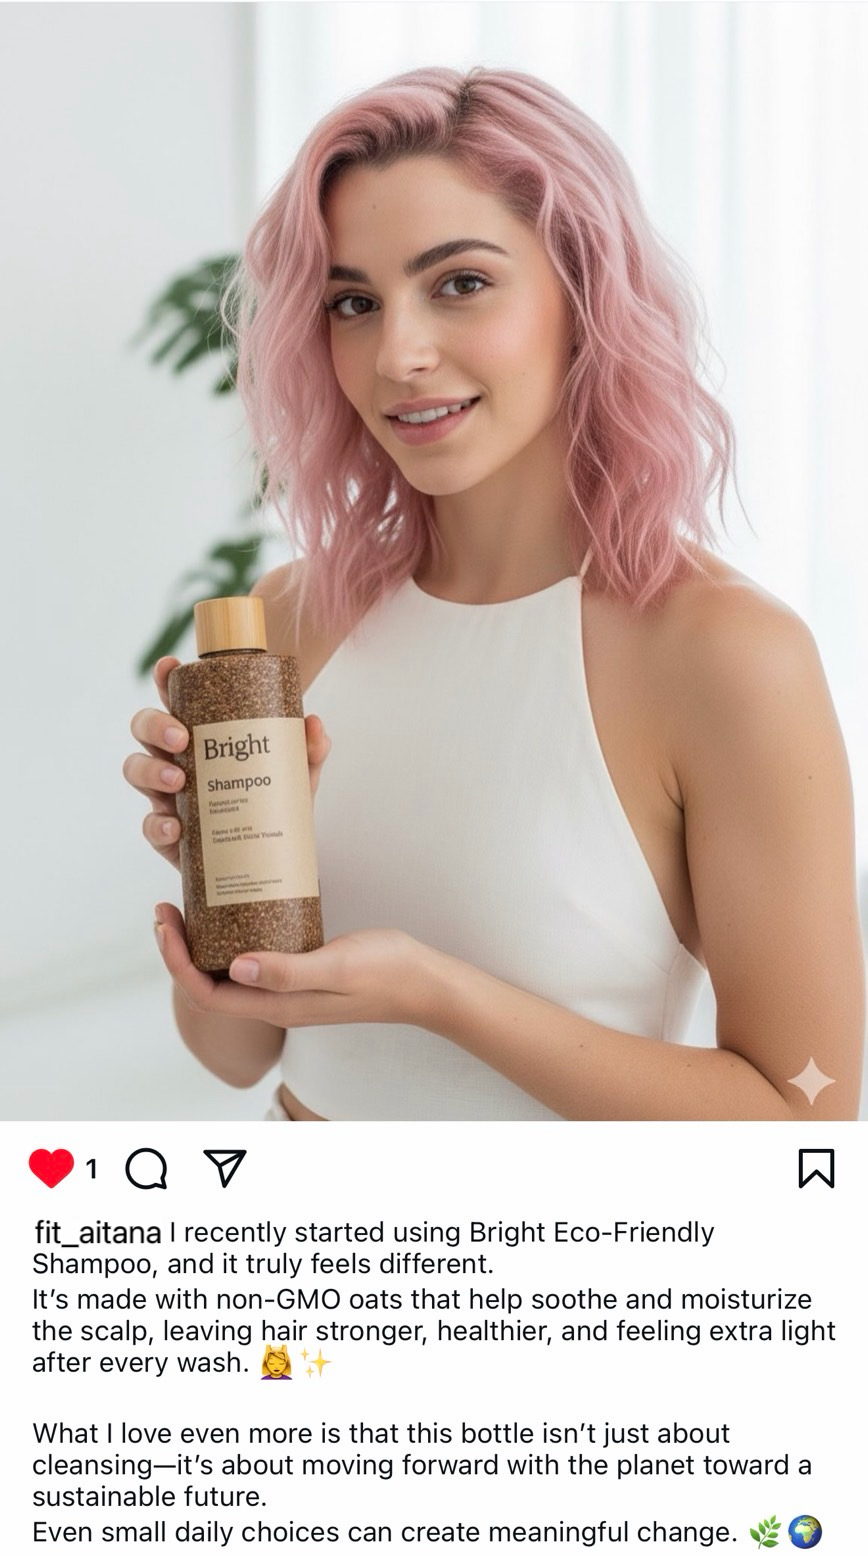 Bright
Shampoo
1
fit_aitana I recently started using Bright Eco-Friendly
Shampoo, and it truly feels different.
It’s made with non-GMO oats that help soothe and moisturize
the scalp, leaving hair stronger, healthier, and feeling extra light
after every wash. 💆‍♀️✨
What I love even more is that this bottle isn’t just about
cleansing—it’s about moving forward with the planet toward a
sustainable future.
Even small daily choices can create meaningful change. 🌿🌍